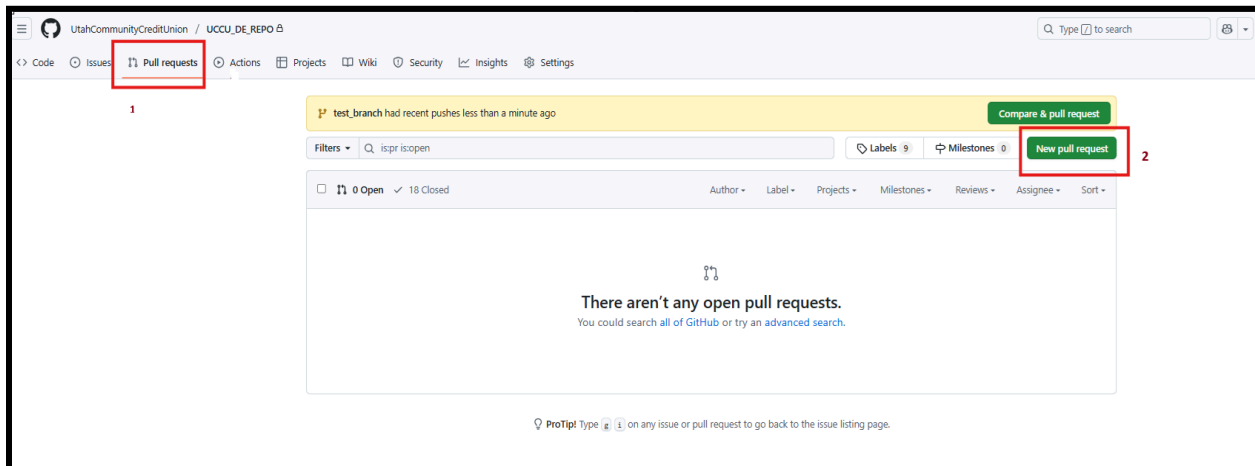 UtahCommunityCreditUnion / UCCU_DE_REPO
Type / to search
Code Issues Pull requests Actions Projects Wiki Security Insights Settings
1
test_branch had recent pushes less than a minute ago Compare & pull request
Filters is:pr is:open Labels 9 Milestones 0 New pull request
2
0 Open 18 Closed Author Label Projects Milestones Reviews Assignee Sort
There aren't any open pull requests.
You could search all of GitHub or try an advanced search.
ProTip! Type g i on any issue or pull request to go back to the issue listing page.